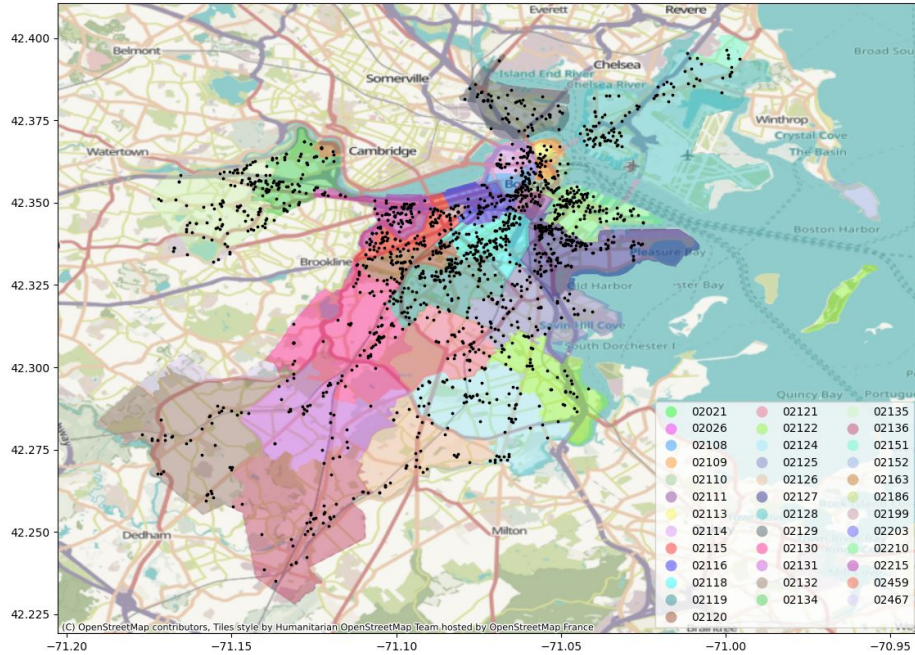 Everett
Revere
42.400
Belmont
Broad Sou
Chelsea
Somerville
Island End River
Chelsea River
42.375
Winthrop
Crystal Cove
Watertown
Cambridge
The Basin
42.350
Boston Harbor
Brookline
Pleasure Bay
42.325
Old Harbor
ster Bay
Savin Hill Cove
South Dorchester
42.300
Quincy Bay
Portugue
42.275
02021 02121 02135
02026 02122 02136
02108 02124 02151
02109 02125 02152
02110 02126 02163
02111 02127 02186
02113 02128 02199
02114 02129 02203
02115 02130 02210
02116 02131 02215
02118 02132 02459
02119 02134 02467
02120
Milton
42.250
Dedham
42.225
(C) OpenStreetMap contributors, Tiles style by Humanitarian OpenStreetMap Team hosted by OpenStreetMap France
−71.20 −71.15 −71.10 −71.05 −71.00 −70.95